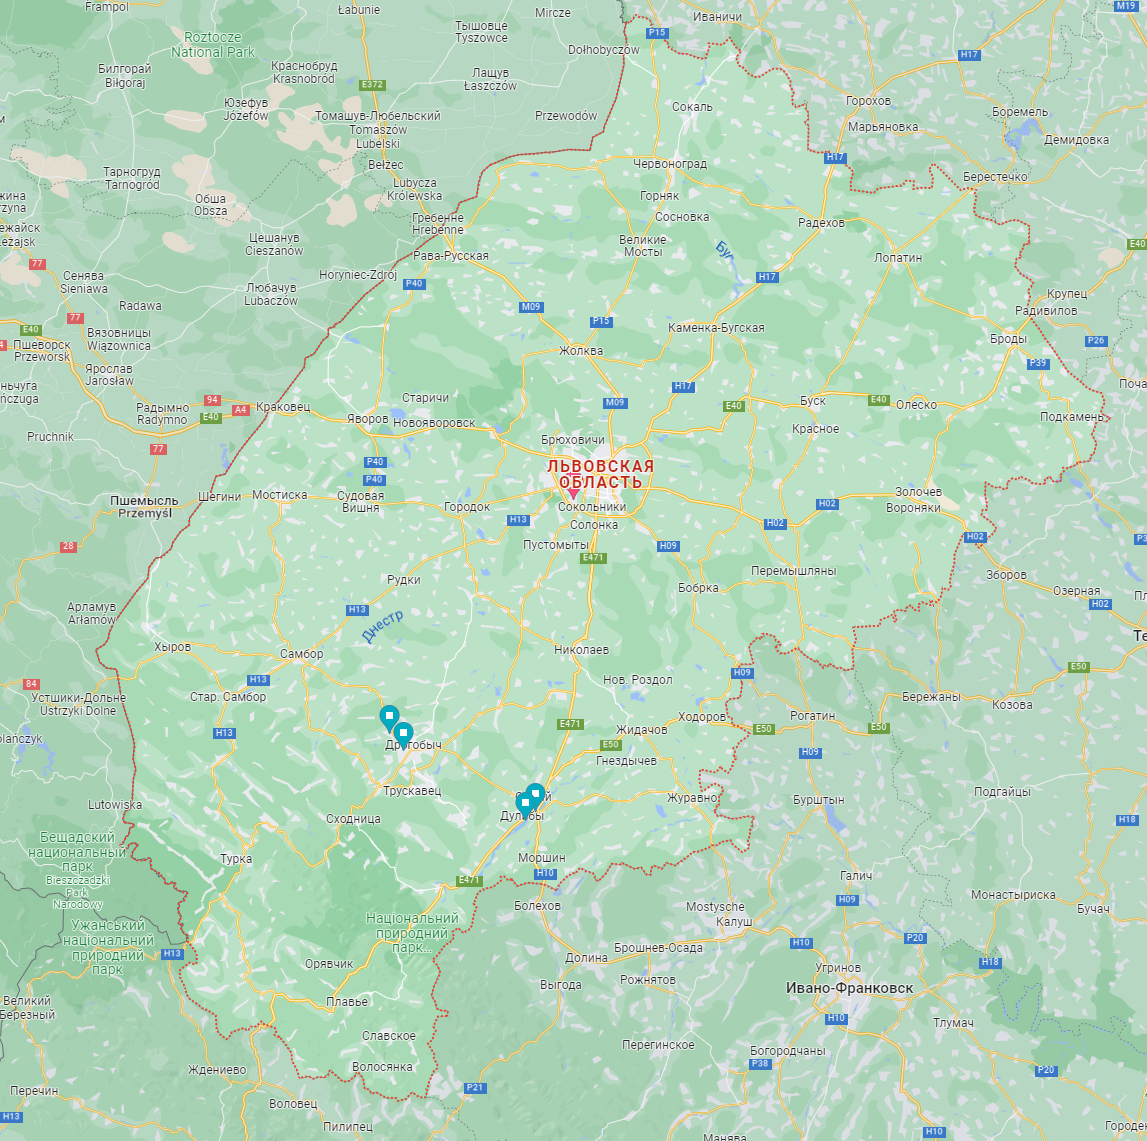 Frampol
Łabunie
Mircze
Иваничи
M19
Roztocze
National Park
Тышовце
Tyszowce
P15
Dołhobyczów
H17
Билгорай
Biłgoraj
Краснобруд
Krasnobród
Лащув
Łaszczów
E372
Юзефув
Józefów
Томашув-Любельский
Tomaszów
Lubelski
Przewodów
Сокаль
Горохов
Марьяновка
Боремель
Демидовка
Bełżec
Червоноград
H17
Тарногруд
Tarnogród
Lubycza
Królewska
Горняк
Берестечко
Обша
Obsza
Гребенне
Hrebenne
Сосновка
Радехов
Цешанув
Cieszanów
Рава-Русская
Великие
Мосты
Буг
Лопатин
E40
77
Сенява
Sieniawa
Horyniec-Zdrój
P40
H17
Любачув
Lubaczów
Radawa
M09
P15
Крупец
Радивилов
77
E40
Вязовницы
Wiązownica
Каменка-Бугская
Пшеворск
Przeworsk
Жолква
Броды
P26
Ярослав
Jarosław
P39
H17
94
A4
E40
Радымно
Radymno
Краковец
Старичи
M09
E40
Буск
E40
Олеско
Яворов
Новояворовск
Подкамень
Pruchnik
77
Брюховичи
Красное
P40
P40
ЛЬВОВСКАЯ
ОБЛАСТЬ
Пшемысль
Przemyśl
Шегини
Мостиска
Судовая
Вишня
Городок
Сокольники
H02
Золочев
Вороняки
H13
Солонка
H02
H02
28
Пустомыты
H09
E471
Перемышляны
Зборов
Рудки
Бобрка
Озерная
H02
Арламув
Arłamów
H13
Днестр
Хыров
Самбор
Николаев
E50
84
H13
Нов. Роздол
H09
Устшики-Дольне
Ustrzyki Dolne
Стар. Самбор
Бережаны
Козова
H13
E471
Ходоров
Рогатин
E50
E50
Жидачов
E50
Дрогобыч
Гнездычев
H09
Трускавец
Подгайцы
Lutowiska
Сходница
Дулибы
Журавно
Бурштын
H18
Бещадский
национальный
парк
Bieszczadzki
Park
Narodowy
Турка
Моршин
H10
E471
Галич
H09
Монастыриска
Бучач
Болехов
Mostysche
Калуш
Національний
природний
парк...
Ужанський
національний
природний
парк
H13
Брошнев-Осада
H10
P20
Орявчик
Долина
H18
Угринов
Выгода
Рожнятов
Ивано-Франковск
Великий
Березный
Плавье
H10
Тлумач
Славское
Перегинское
Богородчаны
P38
Ждениево
Волосянка
P20
Перечин
P21
H13
Воловец
Пилипец
H10
Манява